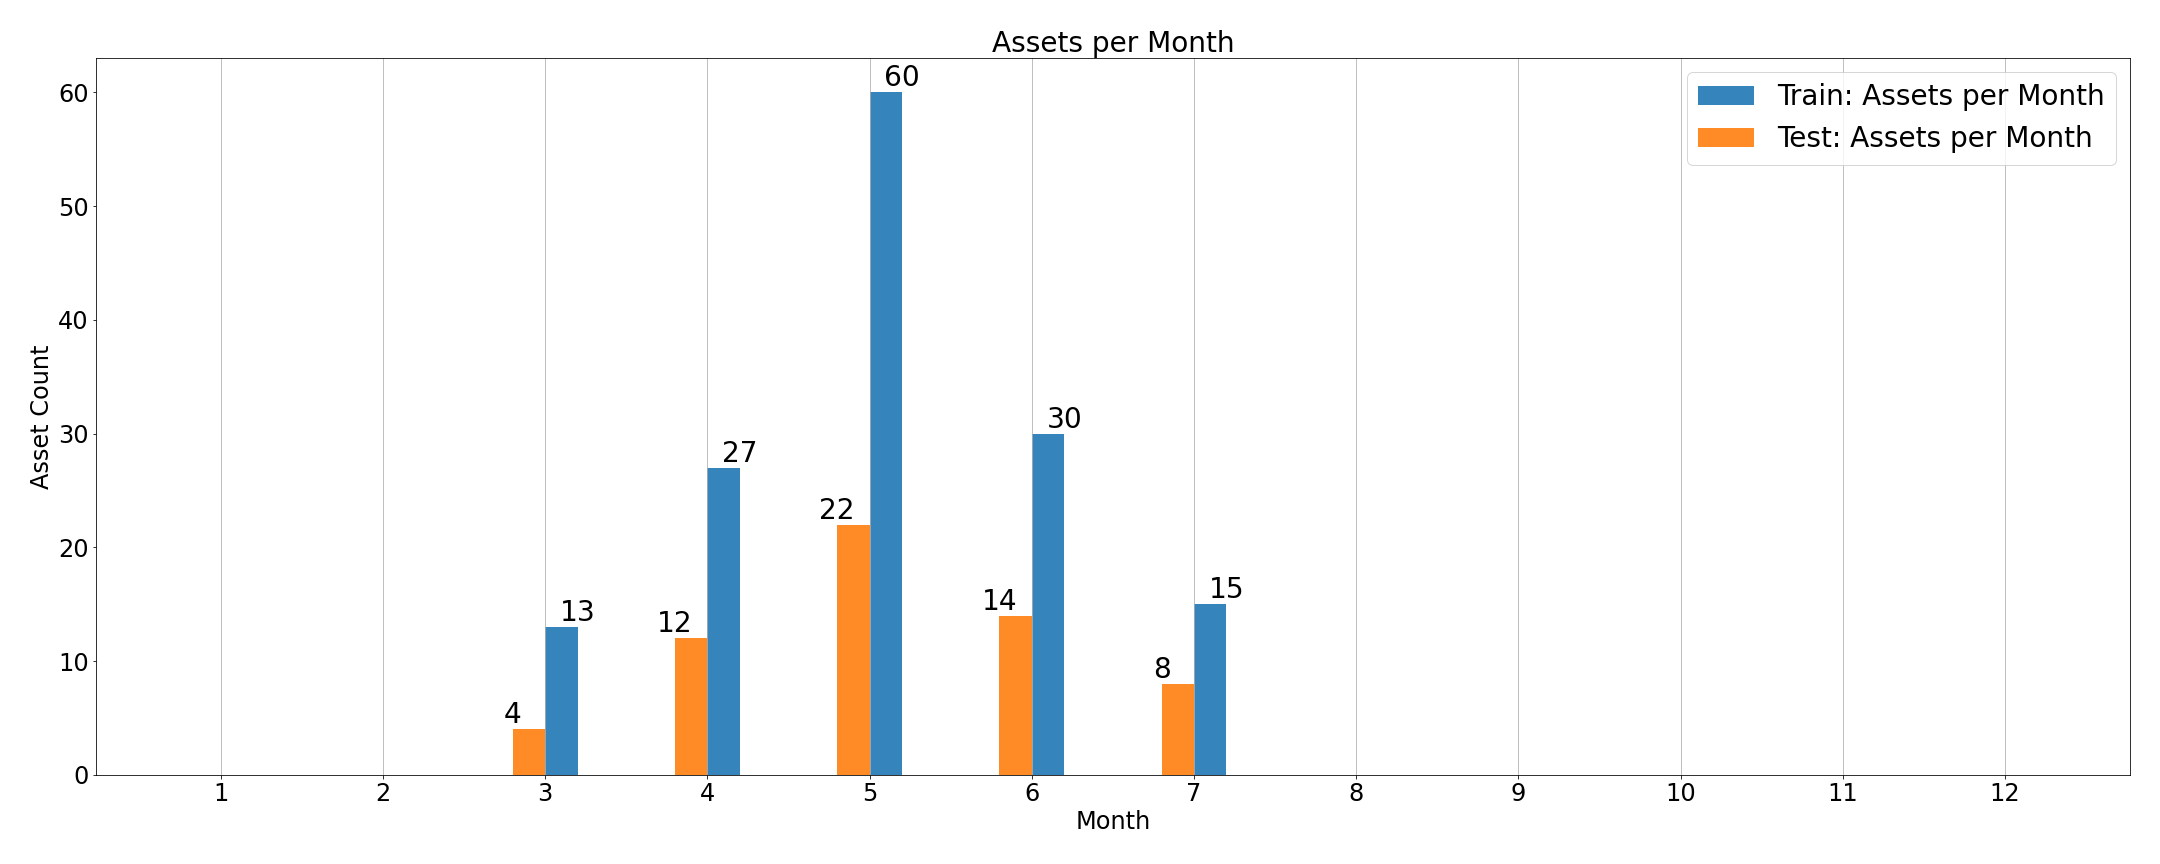 Assets per Month
Train: Assets per Month
Test: Assets per Month
Asset Count
60
50
40
30
20
10
0
4
13
12
27
22
60
14
30
8
15
1 2 3 4 5 6 7 8 9 10 11 12
Month